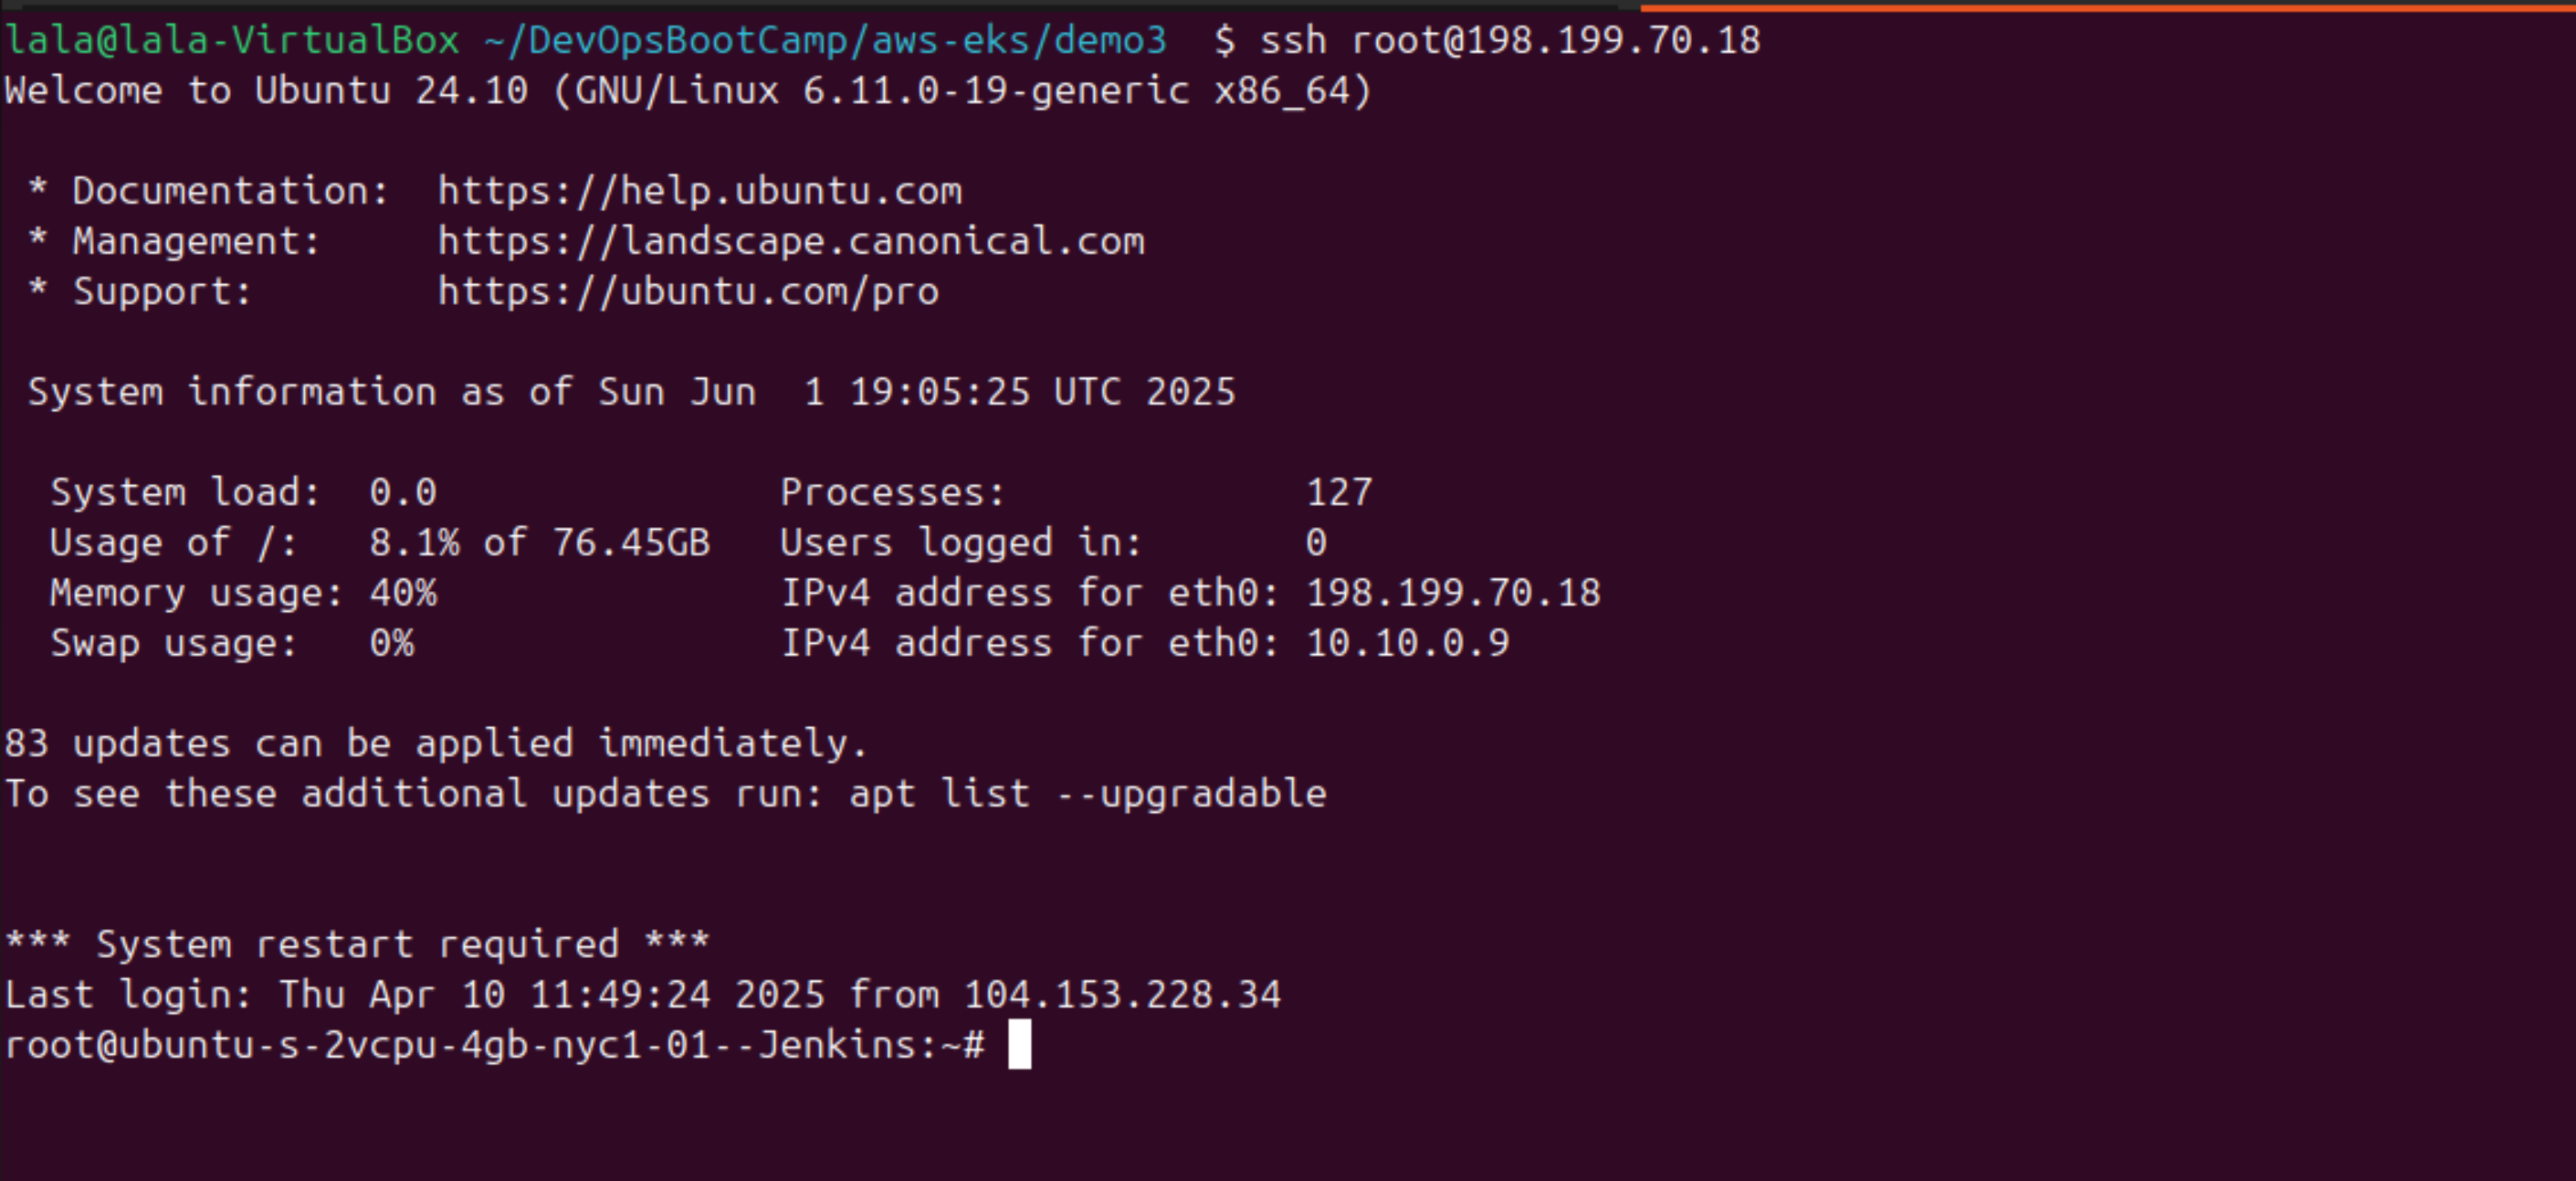 lala@lala-VirtualBox ~/DevOpsBootCamp/aws-eks/demo3  $ ssh root@198.199.70.18
Welcome to Ubuntu 24.10 (GNU/Linux 6.11.0-19-generic x86_64)

 * Documentation:  https://help.ubuntu.com
 * Management:     https://landscape.canonical.com
 * Support:        https://ubuntu.com/pro

 System information as of Sun Jun  1 19:05:25 UTC 2025

  System load:  0.0               Processes:             127
  Usage of /:   8.1% of 76.45GB   Users logged in:       0
  Memory usage: 40%               IPv4 address for eth0: 198.199.70.18
  Swap usage:   0%                IPv4 address for eth0: 10.10.0.9

83 updates can be applied immediately.
To see these additional updates run: apt list --upgradable


*** System restart required ***
Last login: Thu Apr 10 11:49:24 2025 from 104.153.228.34
root@ubuntu-s-2vcpu-4gb-nyc1-01--Jenkins:~#